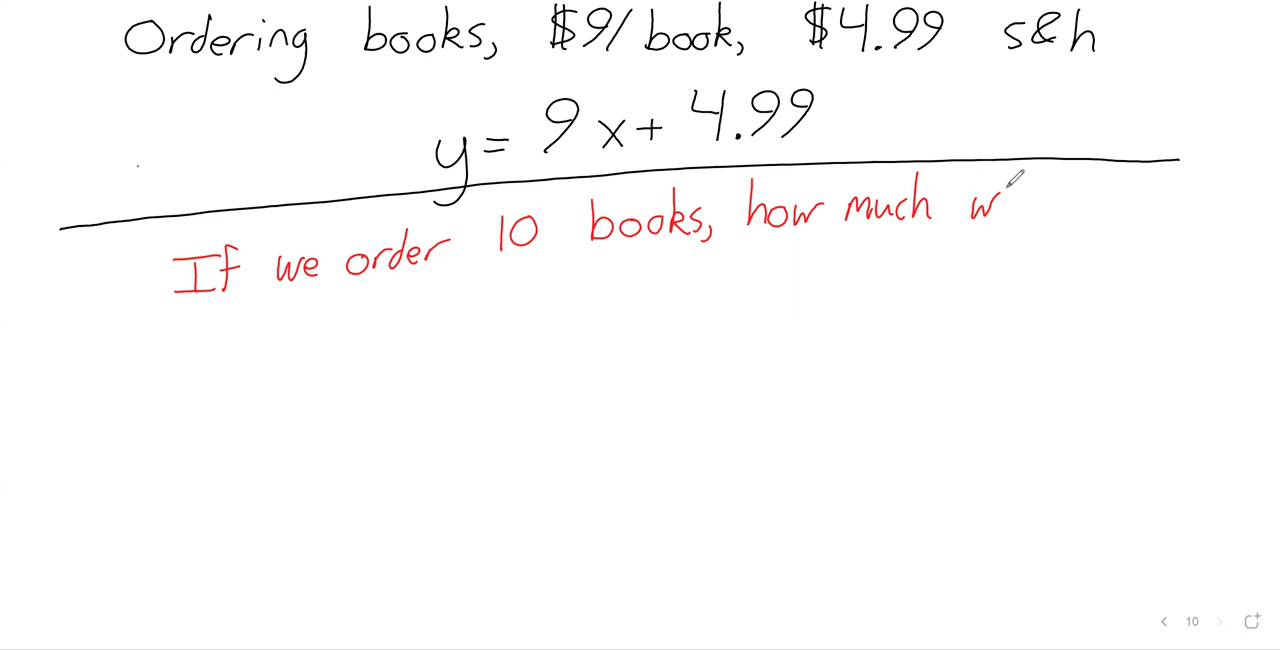 Ordering books, $9/book, $4.99 s&h
y = 9x + 4.99
If we order 10 books, how much w
10